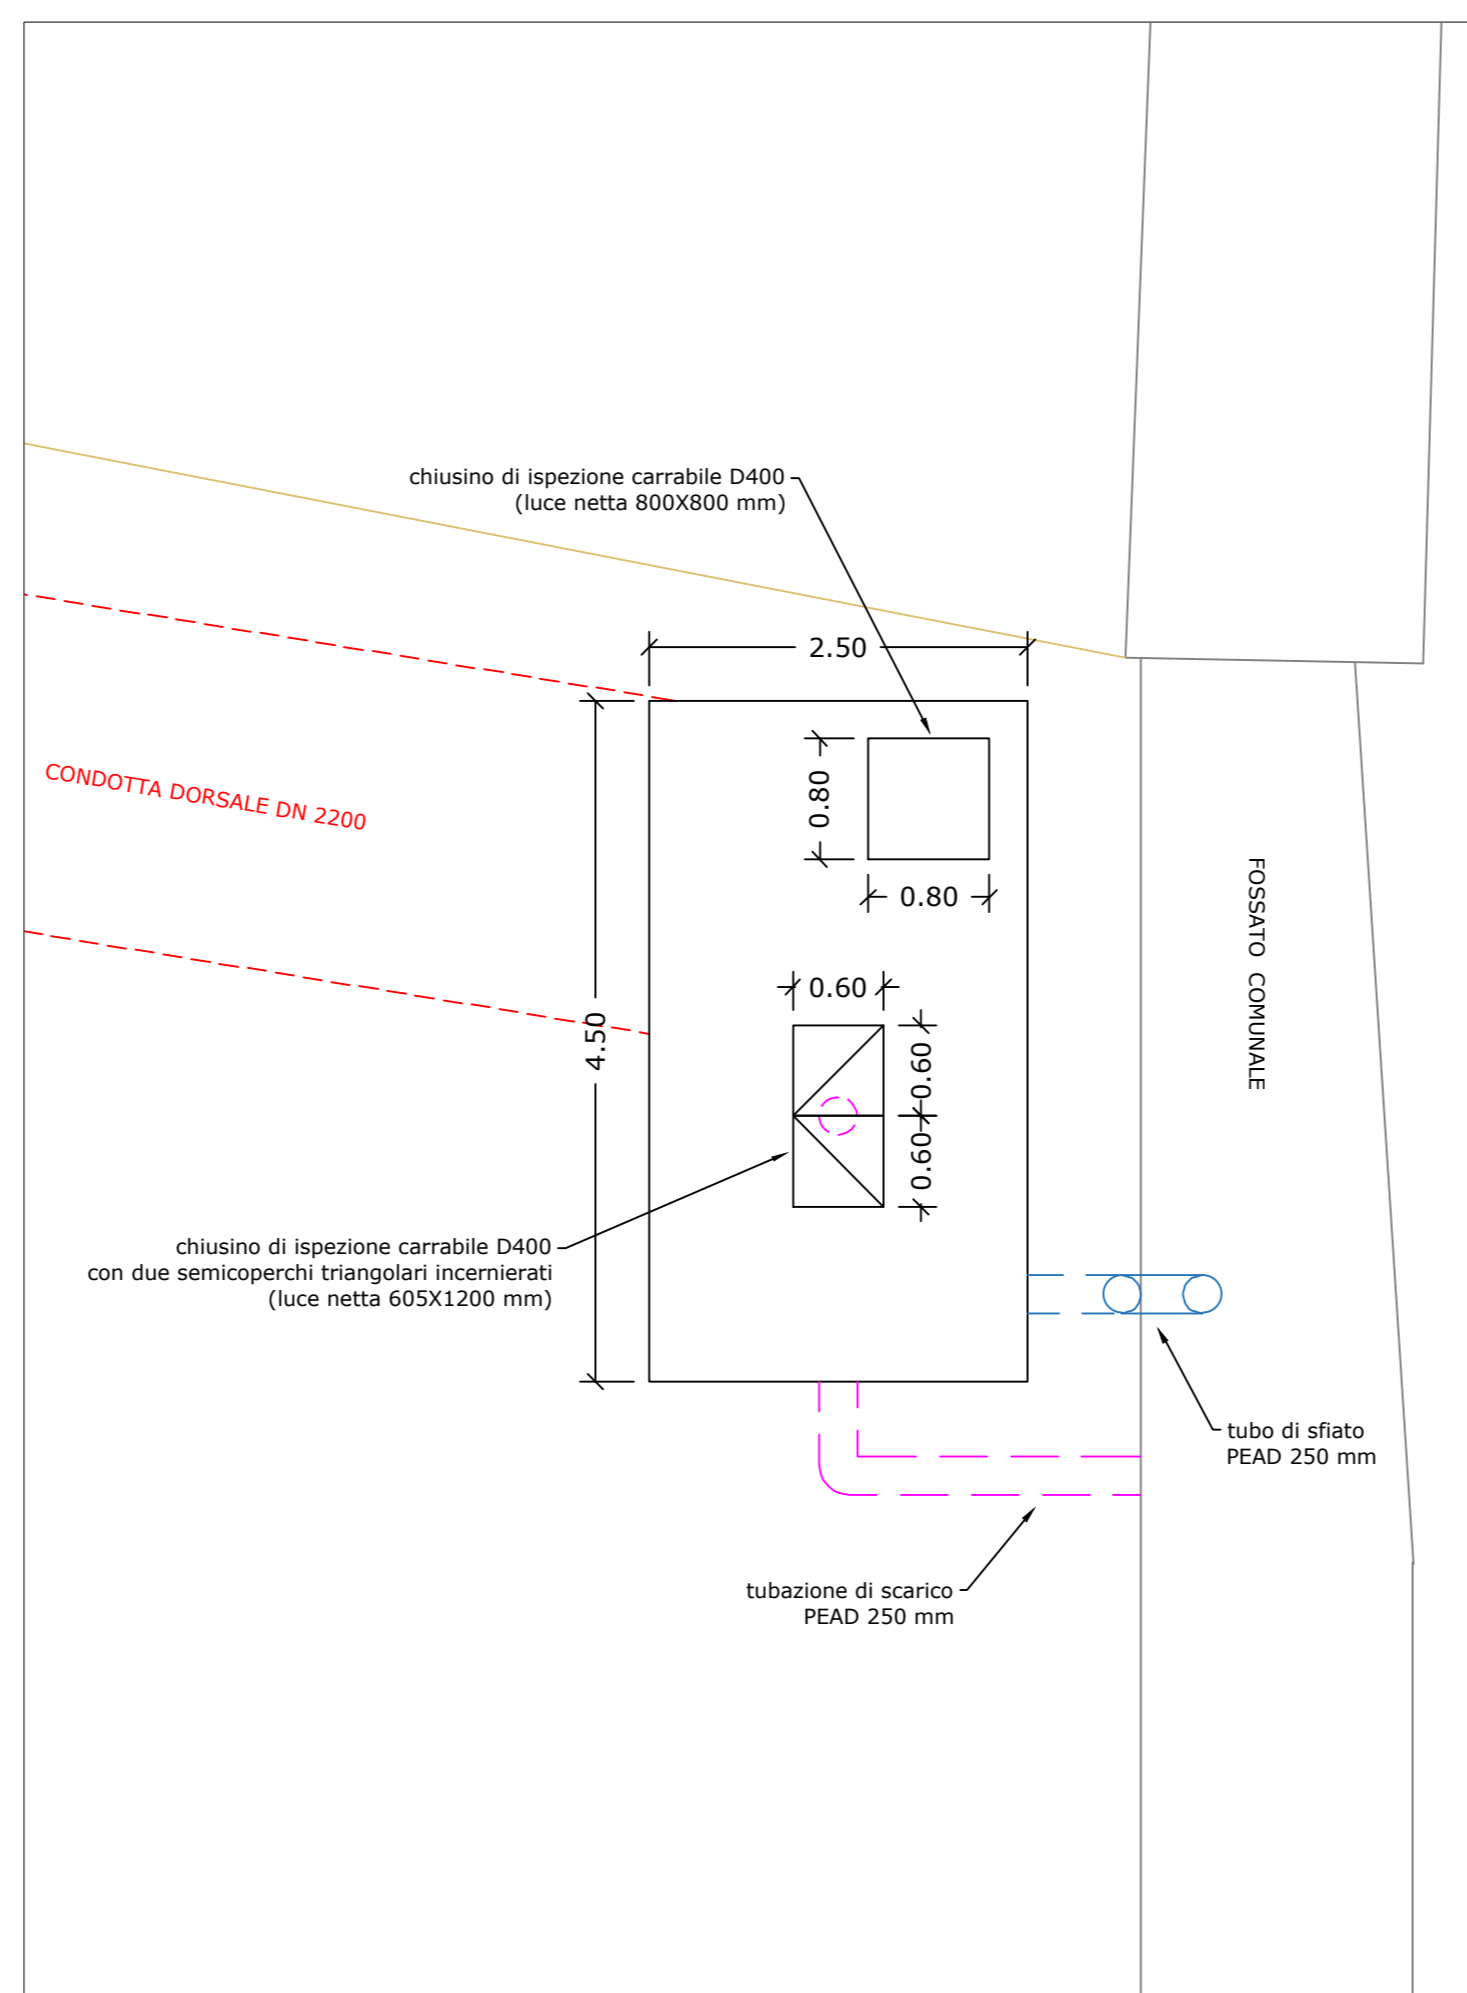 chiusino di ispezione carrabile D400
(luce netta 800X800 mm)
2.50
CONDOTTA DORSALE DN 2200
0.80
0.80
FOSSATO COMUNALE
0.60
4.50
0.60
0.60
chiusino di ispezione carrabile D400
con due semicoperchi triangolari incernierati
(luce netta 605X1200 mm)
tubo di sfiato
PEAD 250 mm
tubazione di scarico
PEAD 250 mm